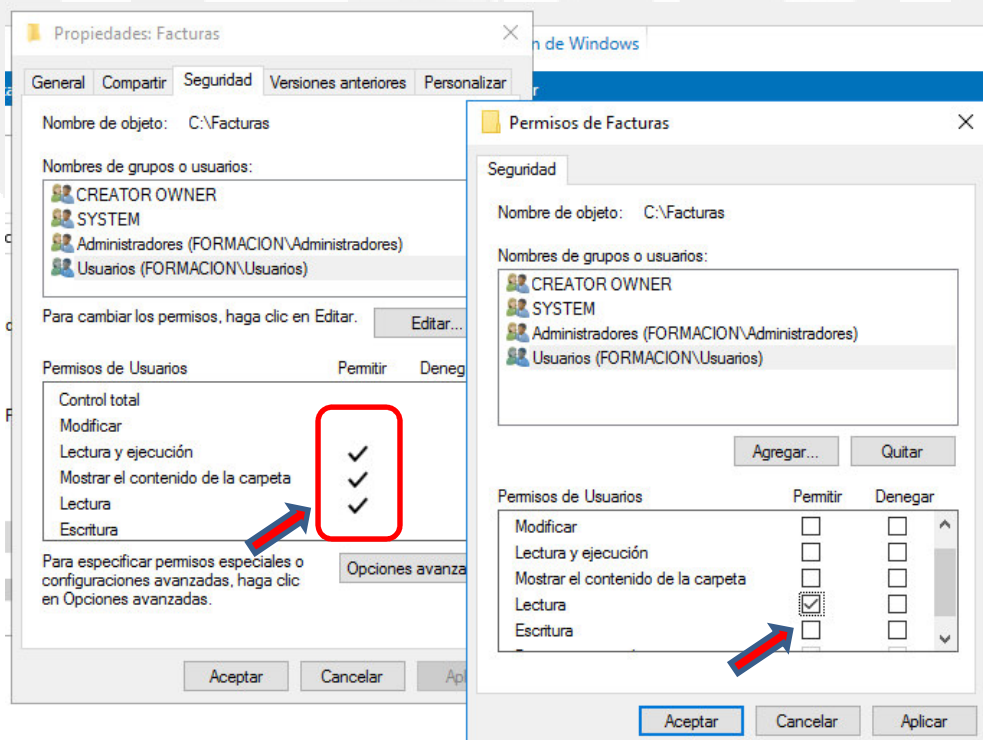 Propiedades: Facturas
n de Windows
General Compartir Seguridad Versiones anteriores Personalizar
Nombre de objeto: C:\Facturas
Nombres de grupos o usuarios:
CREATOR OWNER
SYSTEM
Administradores (FORMACION\Administradores)
Usuarios (FORMACION\Usuarios)
Para cambiar los permisos, haga clic en Editar.
Editar...
Permisos de Usuarios Permitir Deneg
Control total
Modificar
Lectura y ejecución
Mostrar el contenido de la carpeta
Lectura
Escritura
Para especificar permisos especiales o
configuraciones avanzadas, haga clic
en Opciones avanzadas.
Opciones avanza
Aceptar Cancelar Apl
Permisos de Facturas
Seguridad
Nombre de objeto: C:\Facturas
Nombres de grupos o usuarios:
CREATOR OWNER
SYSTEM
Administradores (FORMACION\Administradores)
Usuarios (FORMACION\Usuarios)
Agregar... Quitar
Permisos de Usuarios Permitir Denegar
Modificar
Lectura y ejecución
Mostrar el contenido de la carpeta
Lectura
Escritura
Aceptar Cancelar Aplicar